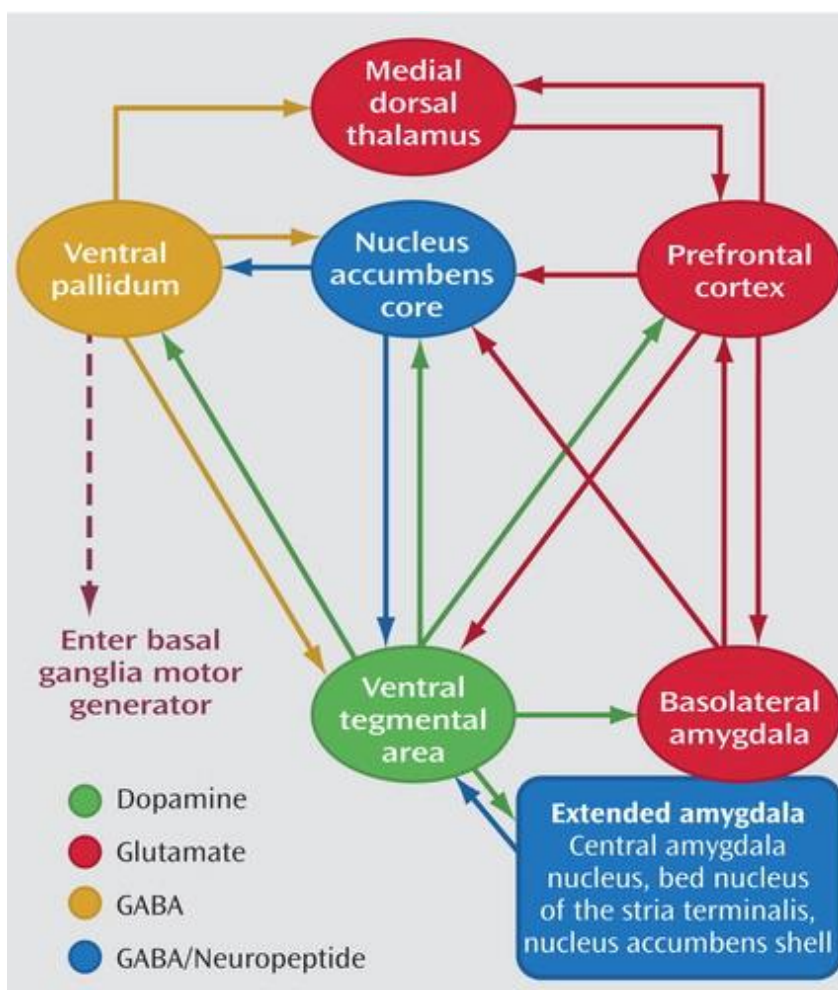 Medial
dorsal
thalamus
Ventral
pallidum
Nucleus
accumbens
core
Prefrontal
cortex
Enter basal
ganglia motor
generator
Ventral
tegmental
area
Basolateral
amygdala
Extended amygdala
Central amygdala
nucleus, bed nucleus
of the stria terminalis,
nucleus accumbens shell
Dopamine
Glutamate
GABA
GABA/Neuropeptide